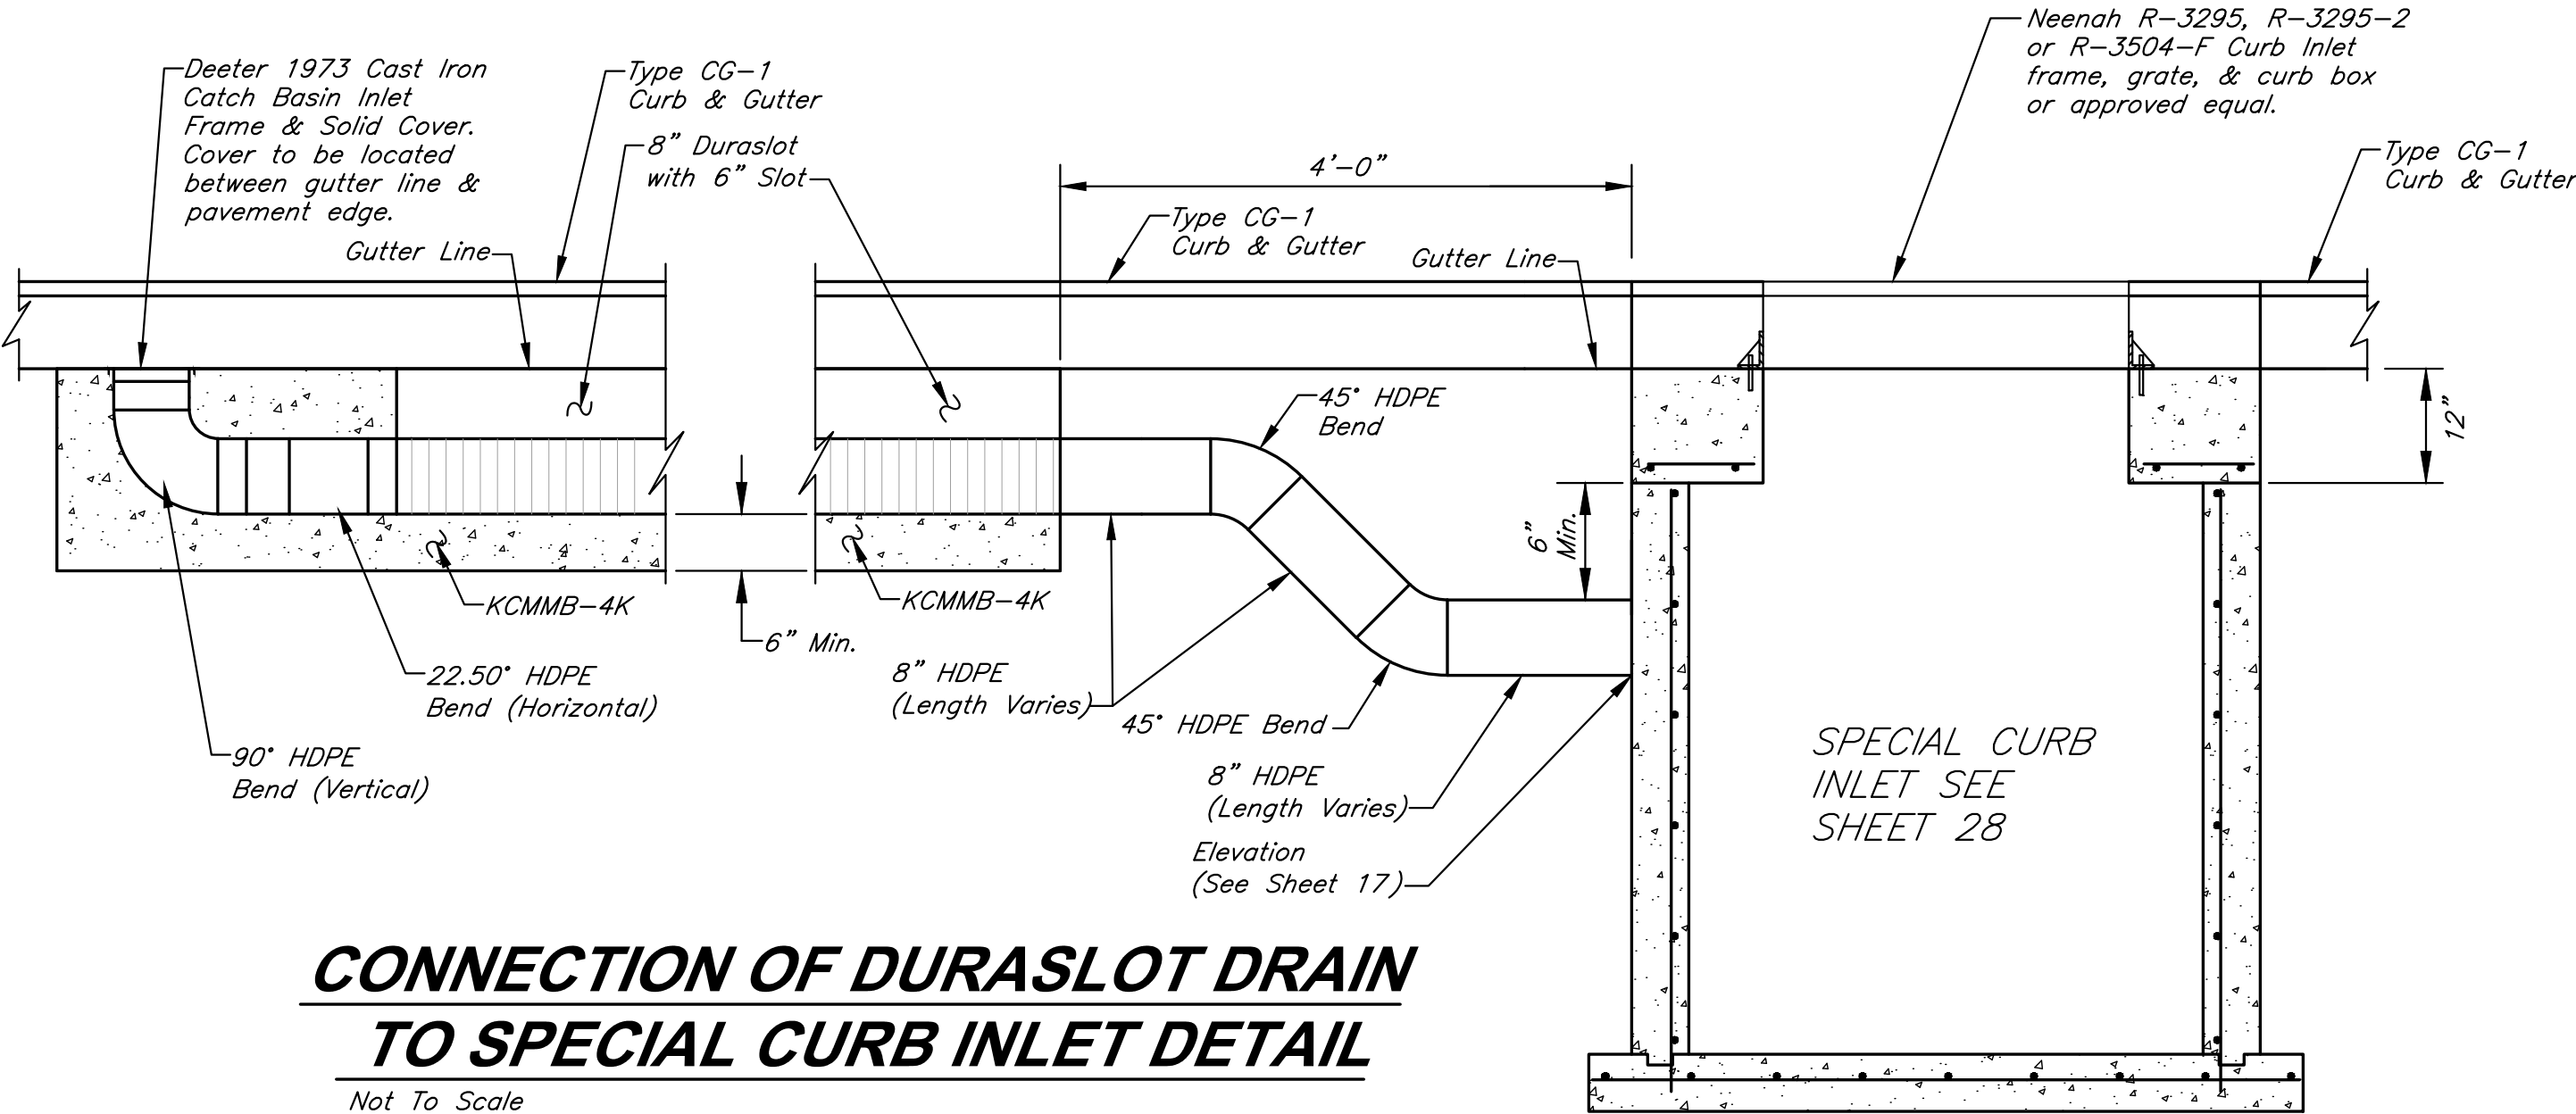 Deeter 1973 Cast Iron
Catch Basin Inlet
Frame & Solid Cover.
Cover to be located
between gutter line &
pavement edge.
Type CG-1
Curb & Gutter
8" Duraslot
with 6" Slot
Gutter Line
4'-0"
Type CG-1
Curb & Gutter
Gutter Line
Neenah R-3295, R-3295-2
or R-3504-F Curb Inlet
frame, grate, & curb box
or approved equal.
Type CG-1
Curb & Gutter
45° HDPE
Bend
12"
6"
Min.
KCMMB-4K
KCMMB-4K
6" Min.
22.50° HDPE
Bend (Horizontal)
8" HDPE
(Length Varies)
45° HDPE Bend
90° HDPE
Bend (Vertical)
8" HDPE
(Length Varies)
Elevation
(See Sheet 17)
SPECIAL CURB
INLET SEE
SHEET 28
CONNECTION OF DURASLOT DRAIN
TO SPECIAL CURB INLET DETAIL
Not To Scale